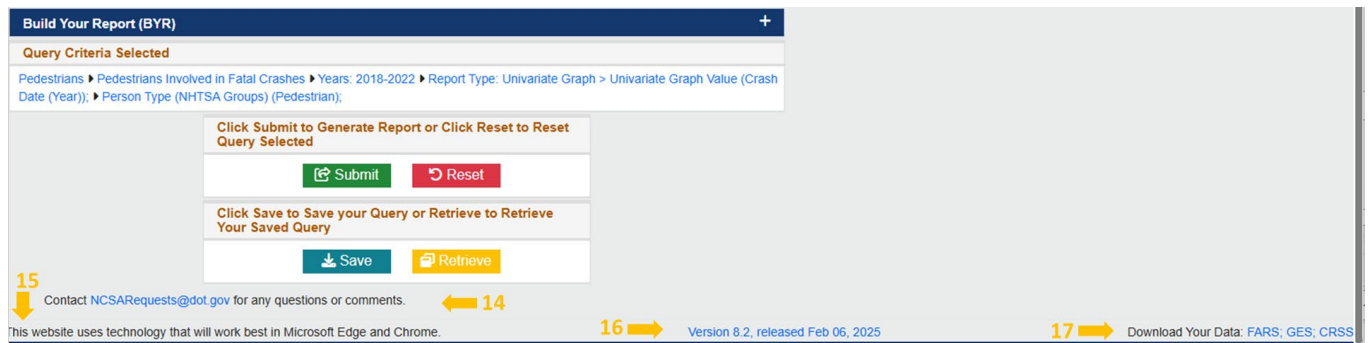 Build Your Report (BYR) +
Query Criteria Selected
Pedestrians Pedestrians Involved in Fatal Crashes Years: 2018-2022 Report Type: Univariate Graph > Univariate Graph Value (Crash
Date (Year)); Person Type (NHTSA Groups) (Pedestrian);
Click Submit to Generate Report or Click Reset to Reset
Query Selected
Submit Reset
Click Save to Save your Query or Retrieve to Retrieve
Your Saved Query
Save Retrieve
15
Contact NCSARequests@dot.gov for any questions or comments. 14
This website uses technology that will work best in Microsoft Edge and Chrome. 16 Version 8.2, released Feb 06, 2025 17 Download Your Data: FARS; GES; CRSS